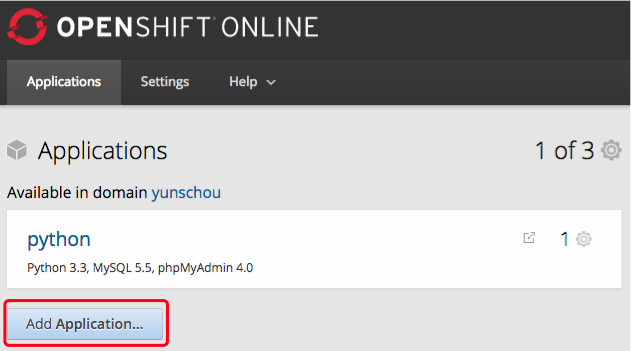 OPENSHIFT ONLINE
Applications Settings Help
Applications 1 of 3
Available in domain yunschou
python 1
Python 3.3, MySQL 5.5, phpMyAdmin 4.0
Add Application...